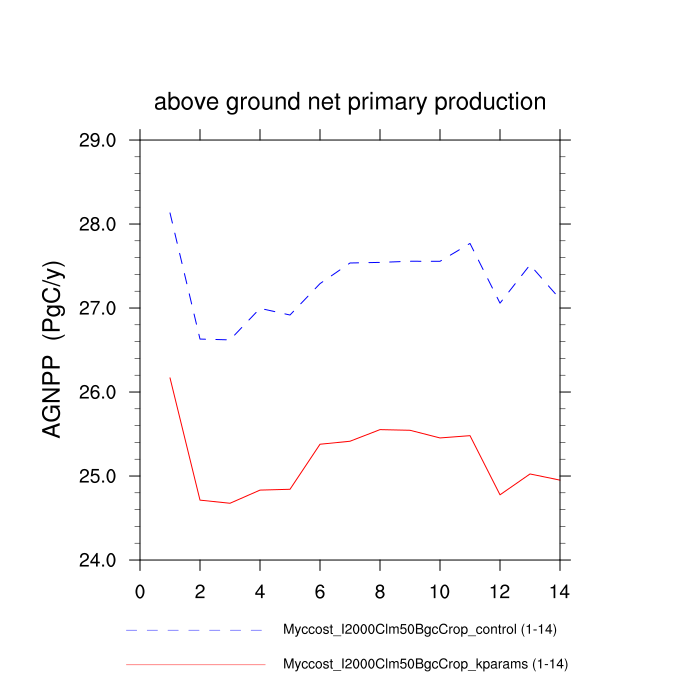 above ground net primary production
AGNPP (PgC/y)
29.0
28.0
27.0
26.0
25.0
24.0
0 2 4 6 8 10 12 14
Myccost_I2000Clm50BgcCrop_control (1-14)
Myccost_I2000Clm50BgcCrop_kparams (1-14)